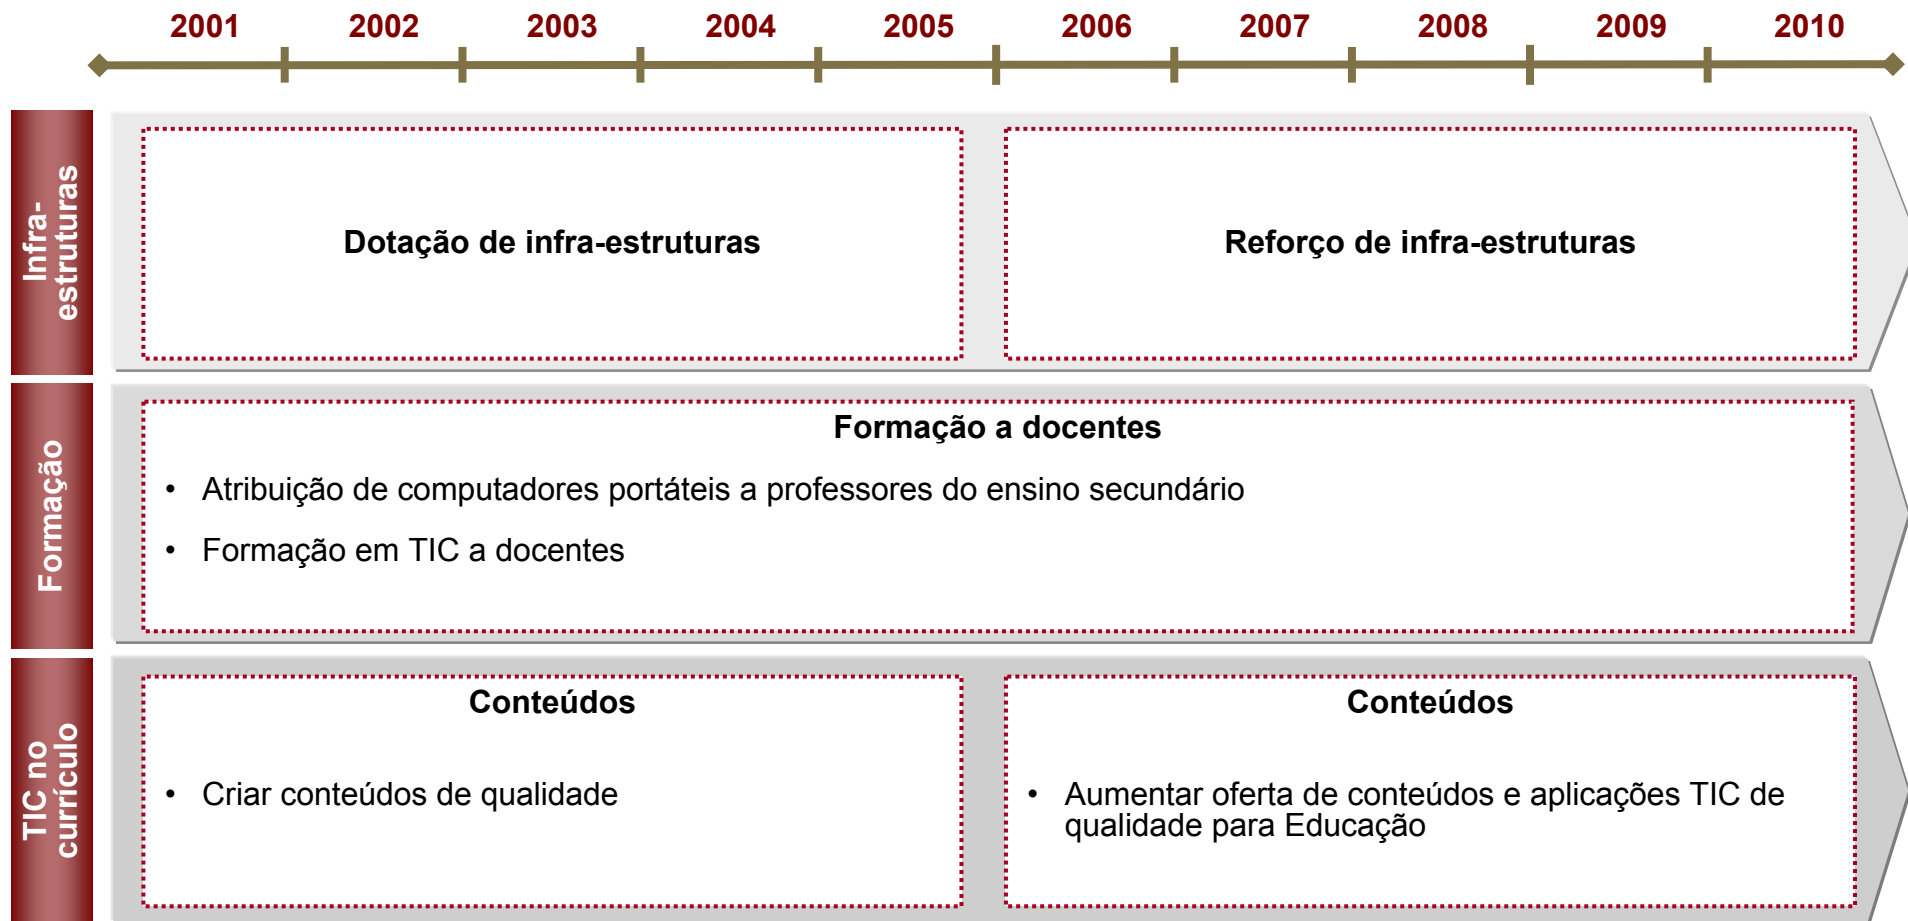 2001 2002 2003 2004 2005 2006 2007 2008 2009 2010
Infra-
estruturas
Dotação de infra-estruturas
Reforço de infra-estruturas
Formação
Formação a docentes
• Atribuição de computadores portáteis a professores do ensino secundário
• Formação em TIC a docentes
TIC no
currículo
Conteúdos
• Criar conteúdos de qualidade
Conteúdos
• Aumentar oferta de conteúdos e aplicações TIC de
qualidade para Educação